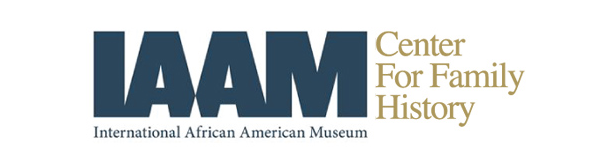 IAAM
International African American Museum
Center
For Family
History